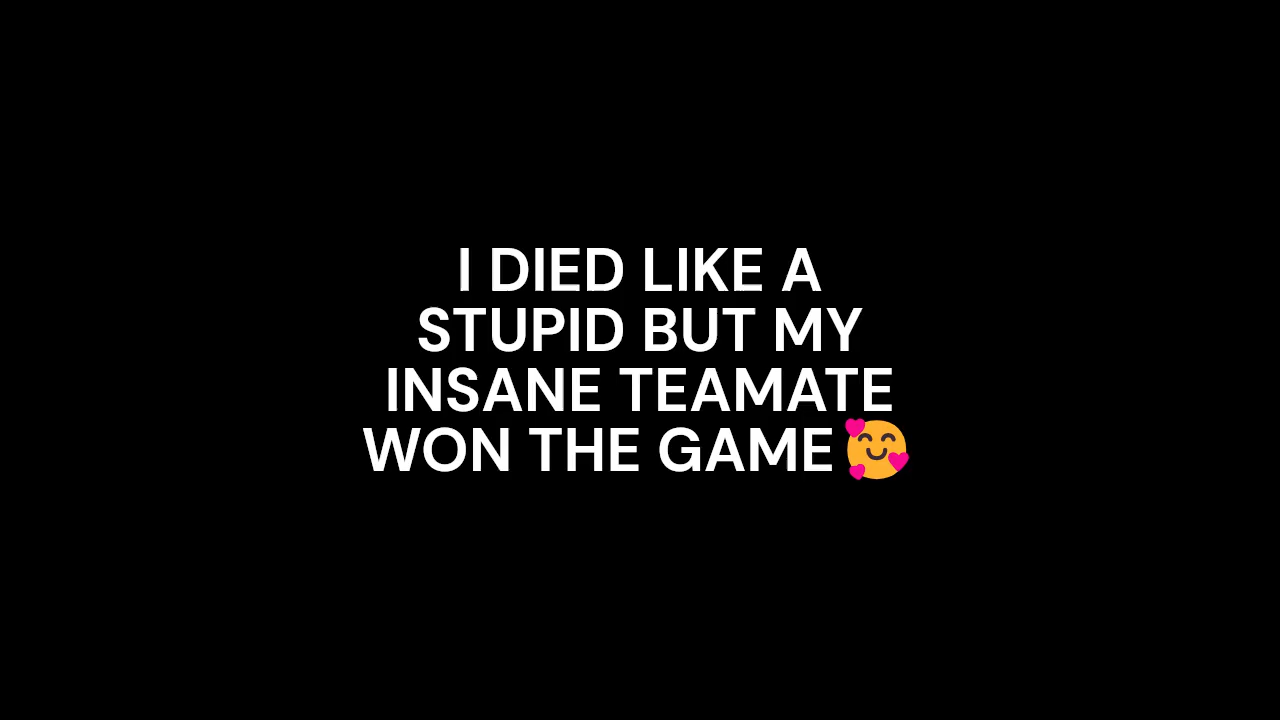 I DIED LIKE A
STUPID BUT MY
INSANE TEAMATE
WON THE GAME 🥰